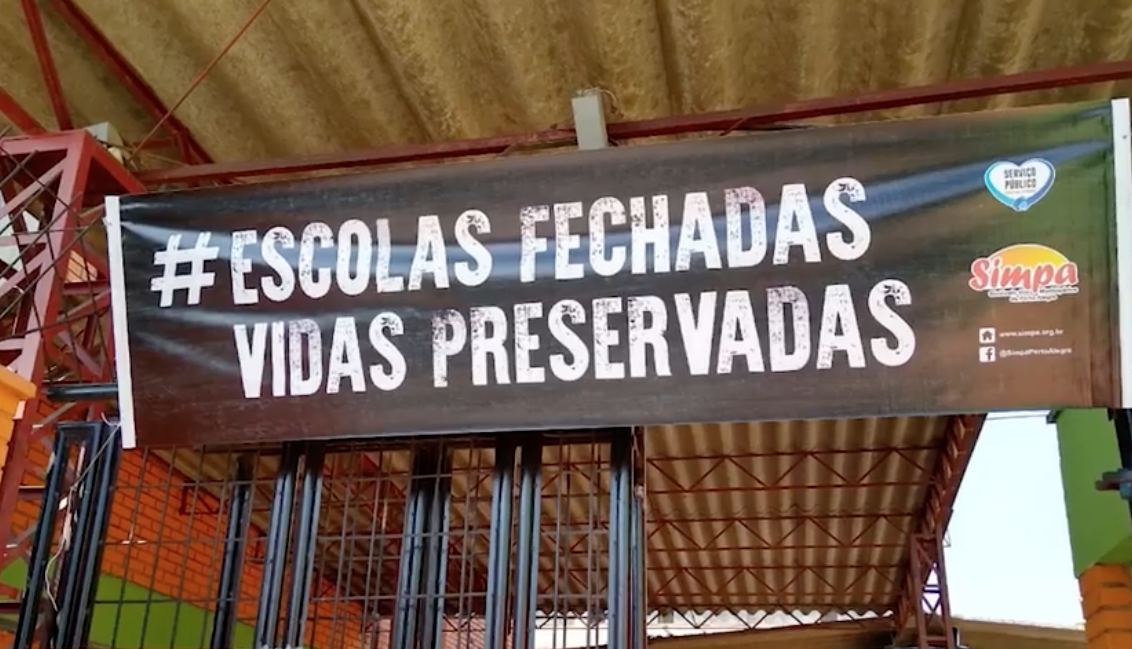 #ESCOLAS FECHADAS
VIDAS PRESERVADAS
SERVIÇO
PÚBLICO
Simpa
www.simpa.org.br
@SimpaPortoAlegre